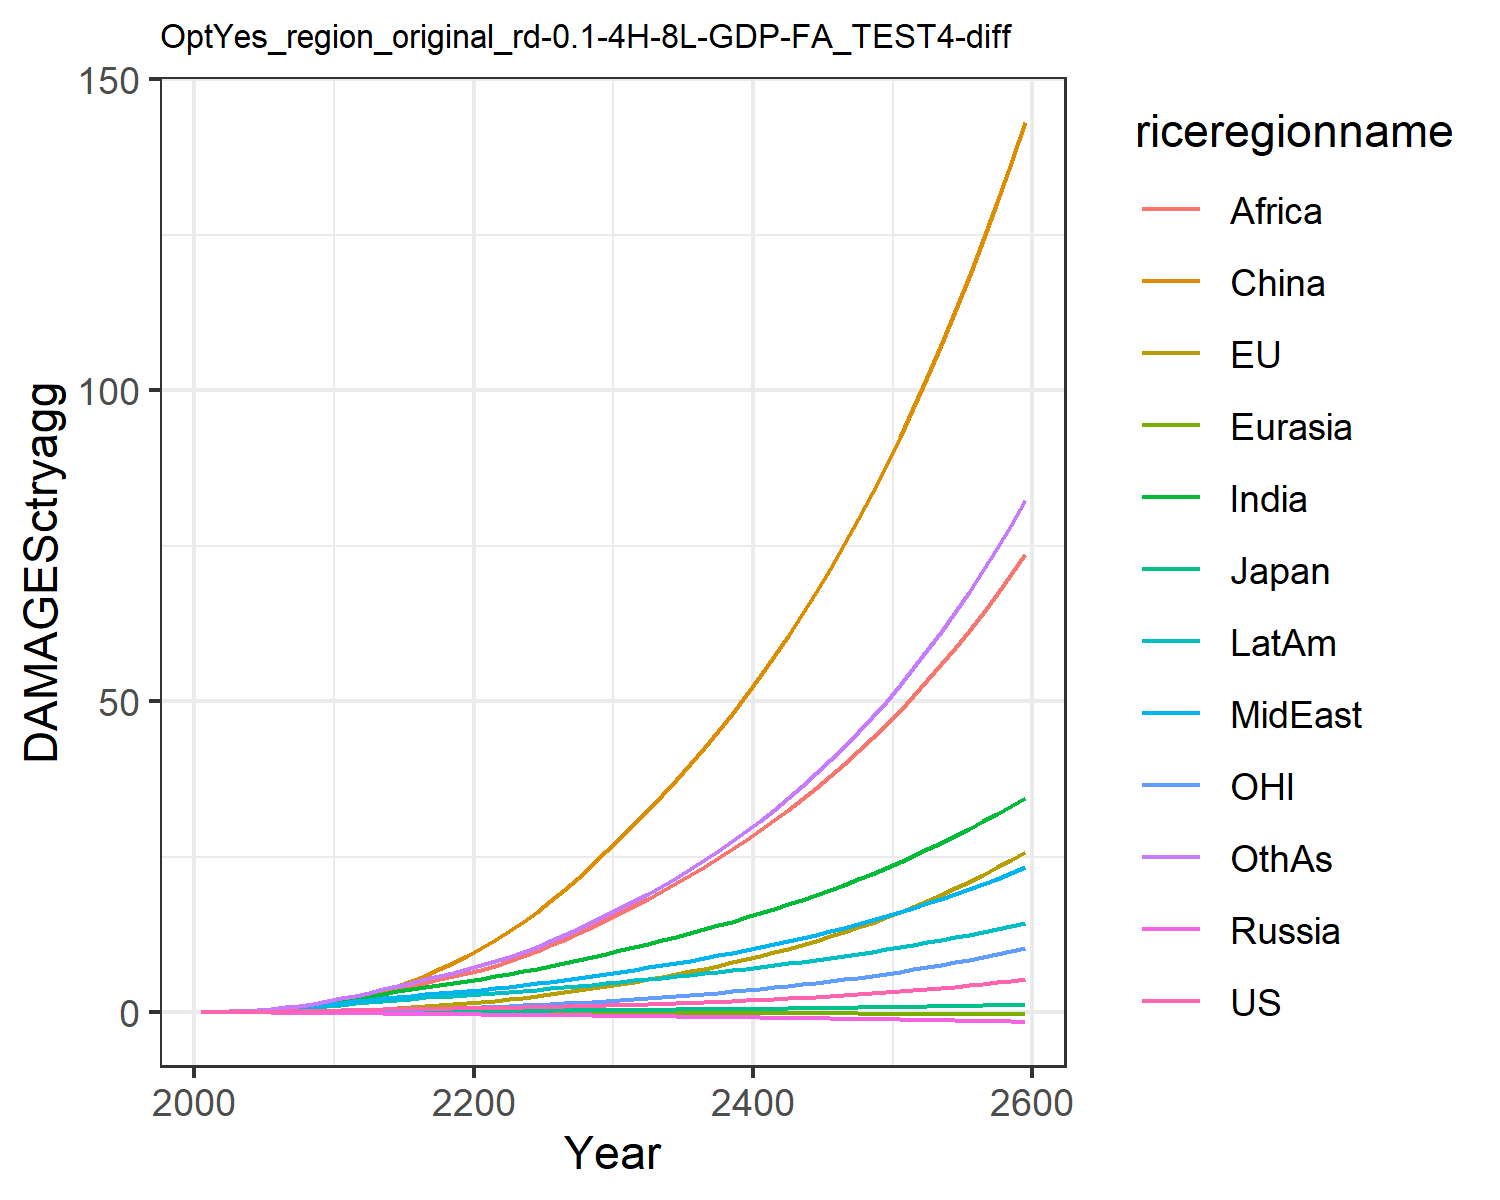 OptYes_region_original_rd-0.1-4H-8L-GDP-FA_TEST4-diff
150
100
50
0
DAMAGESctryagg
2000
2200
2400
2600
Year
riceregionname
Africa
China
EU
Eurasia
India
Japan
LatAm
MidEast
OHI
OthAs
Russia
US